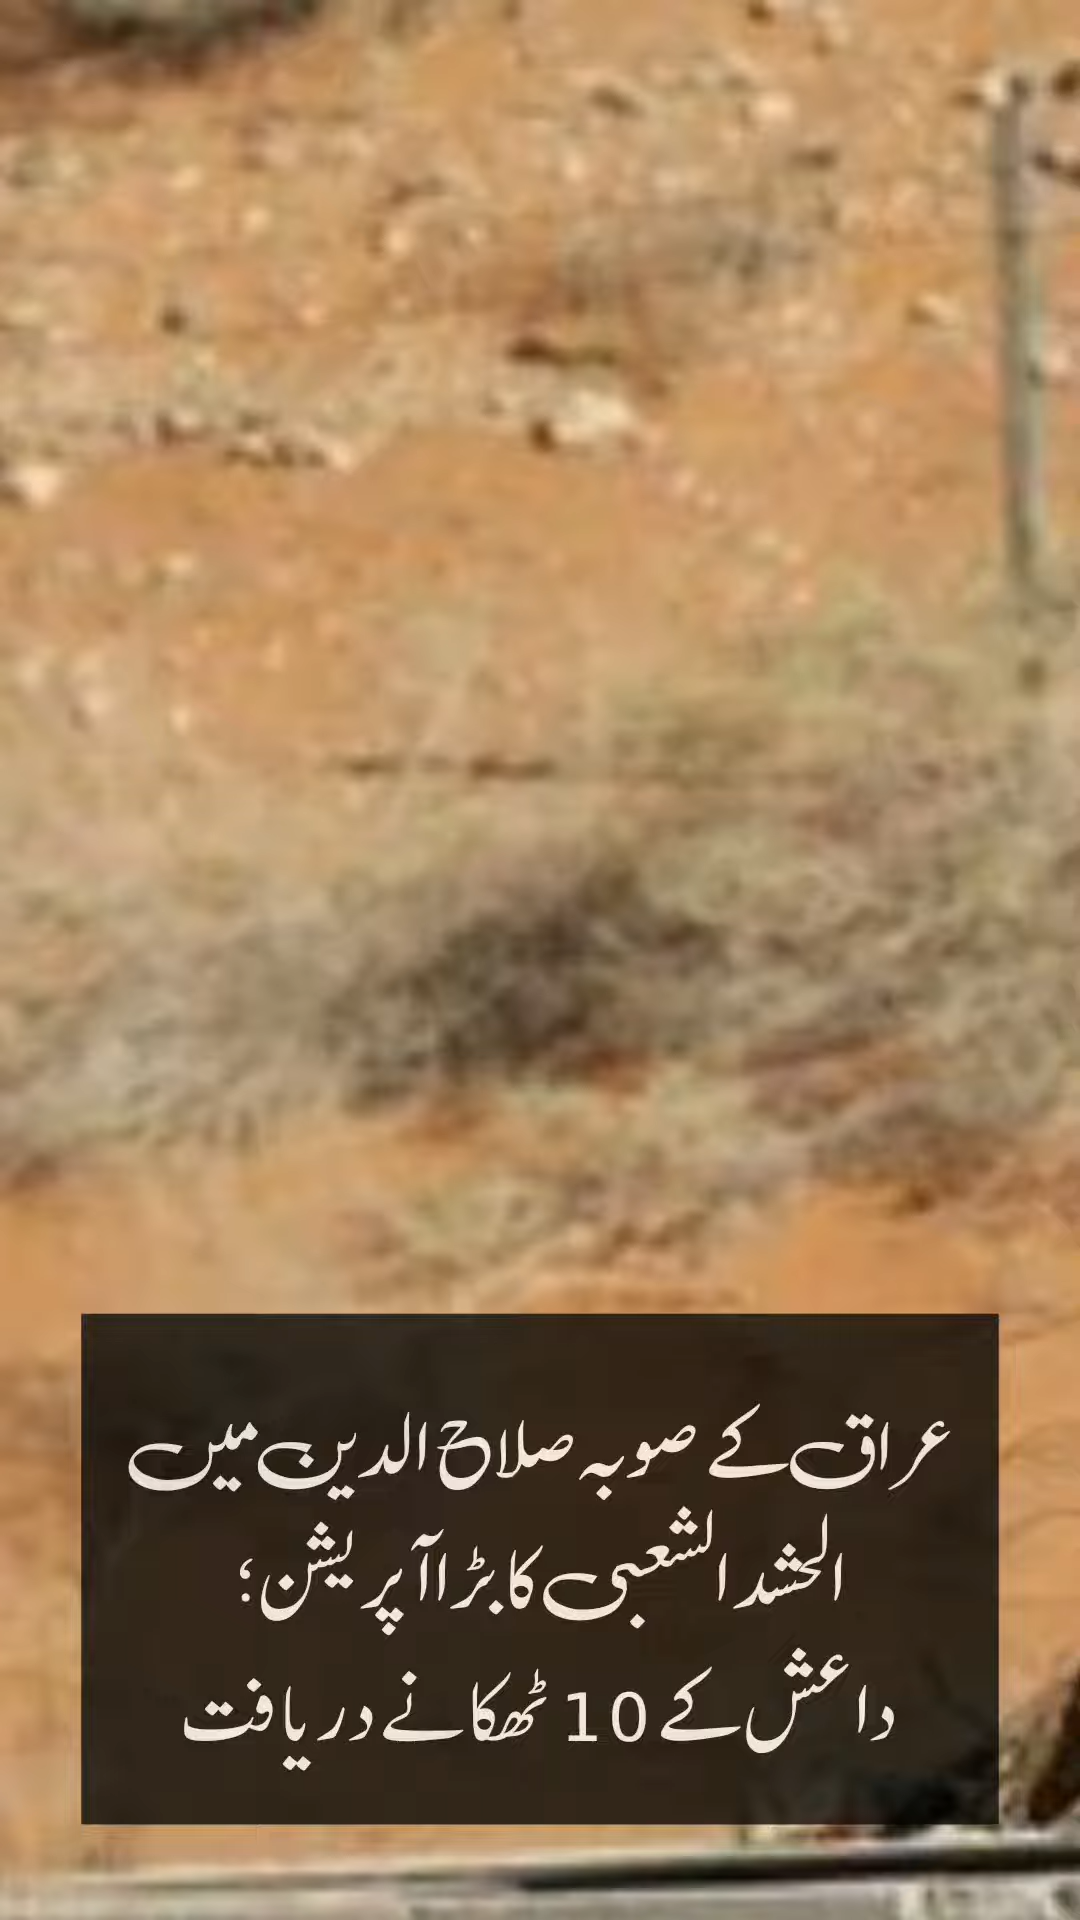 عراق کے صوبہ صلاح الدین میں
الحشد الشعبی کا بڑا آپریشن؛
داعش کے 10 ٹھکانے دریافت